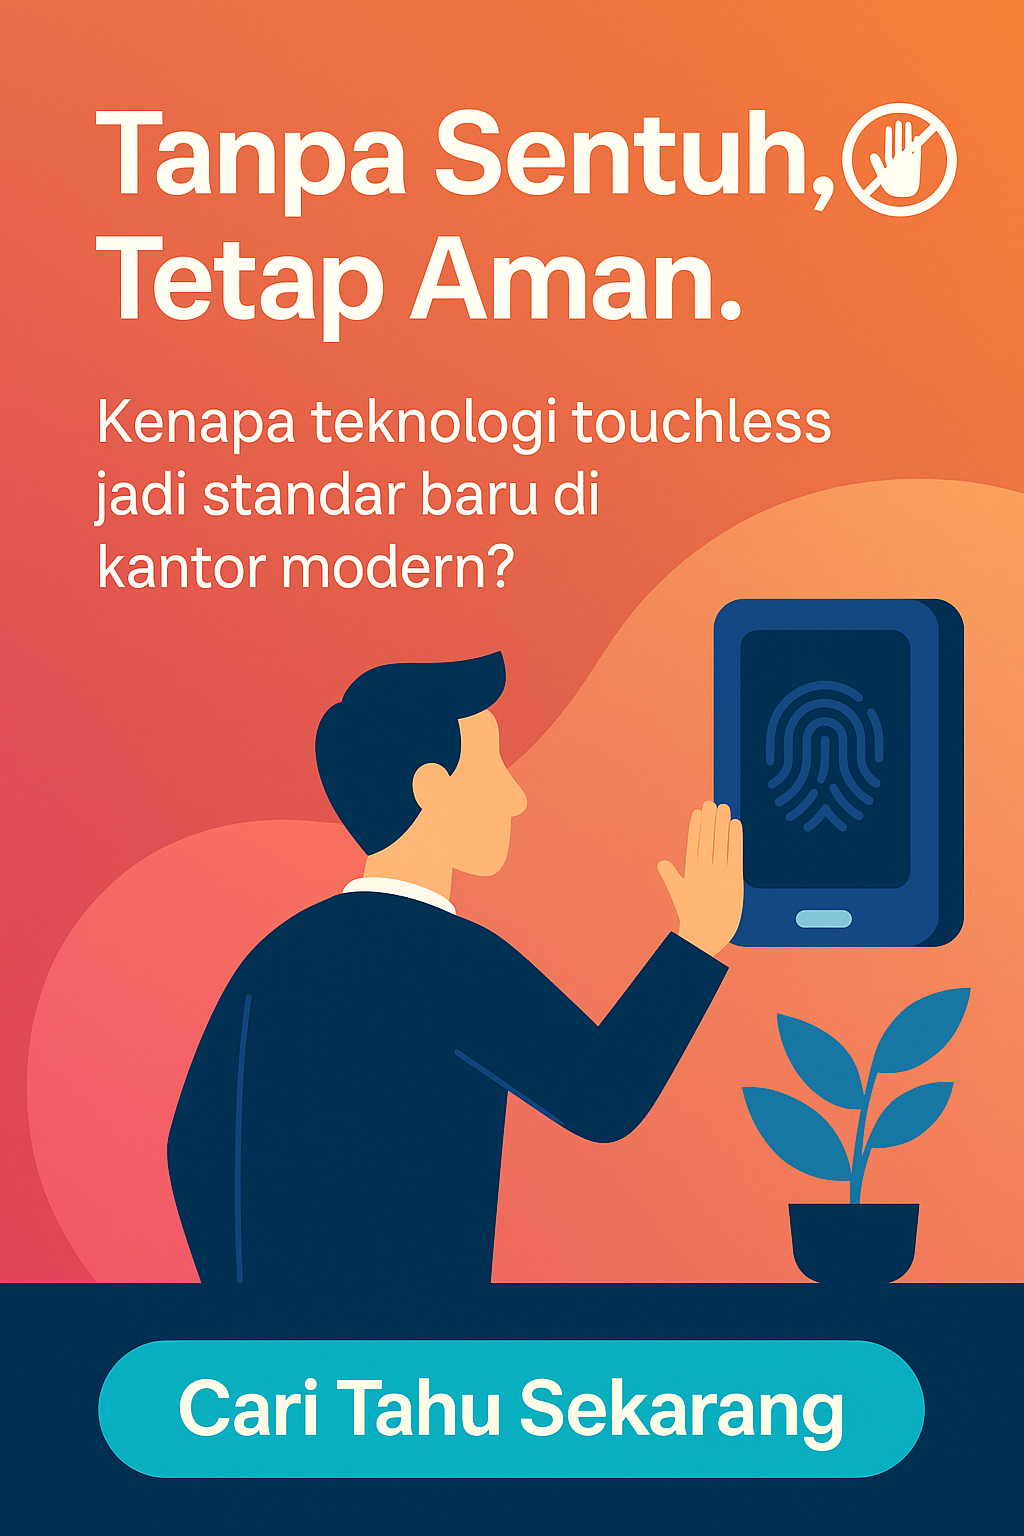 Tanpa Sentuh,
Tetap Aman.
Kenapa teknologi touchless
jadi standar baru di
kantor modern?
Cari Tahu Sekarang